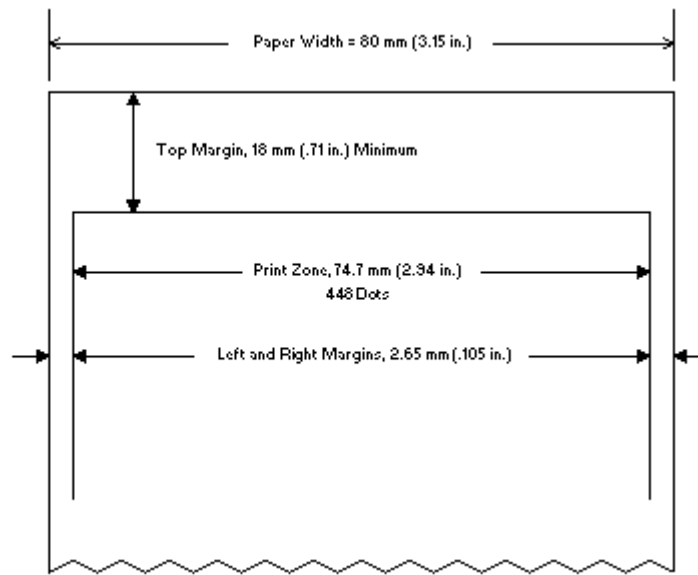 Paper Width = 80 mm (3.15 in.)
Top Margin, 18 mm (.71 in.) Minimum
Print Zone, 74.7 mm (2.94 in.)
448 Dots
Left and Right Margins, 2.65 mm (.105 in.)